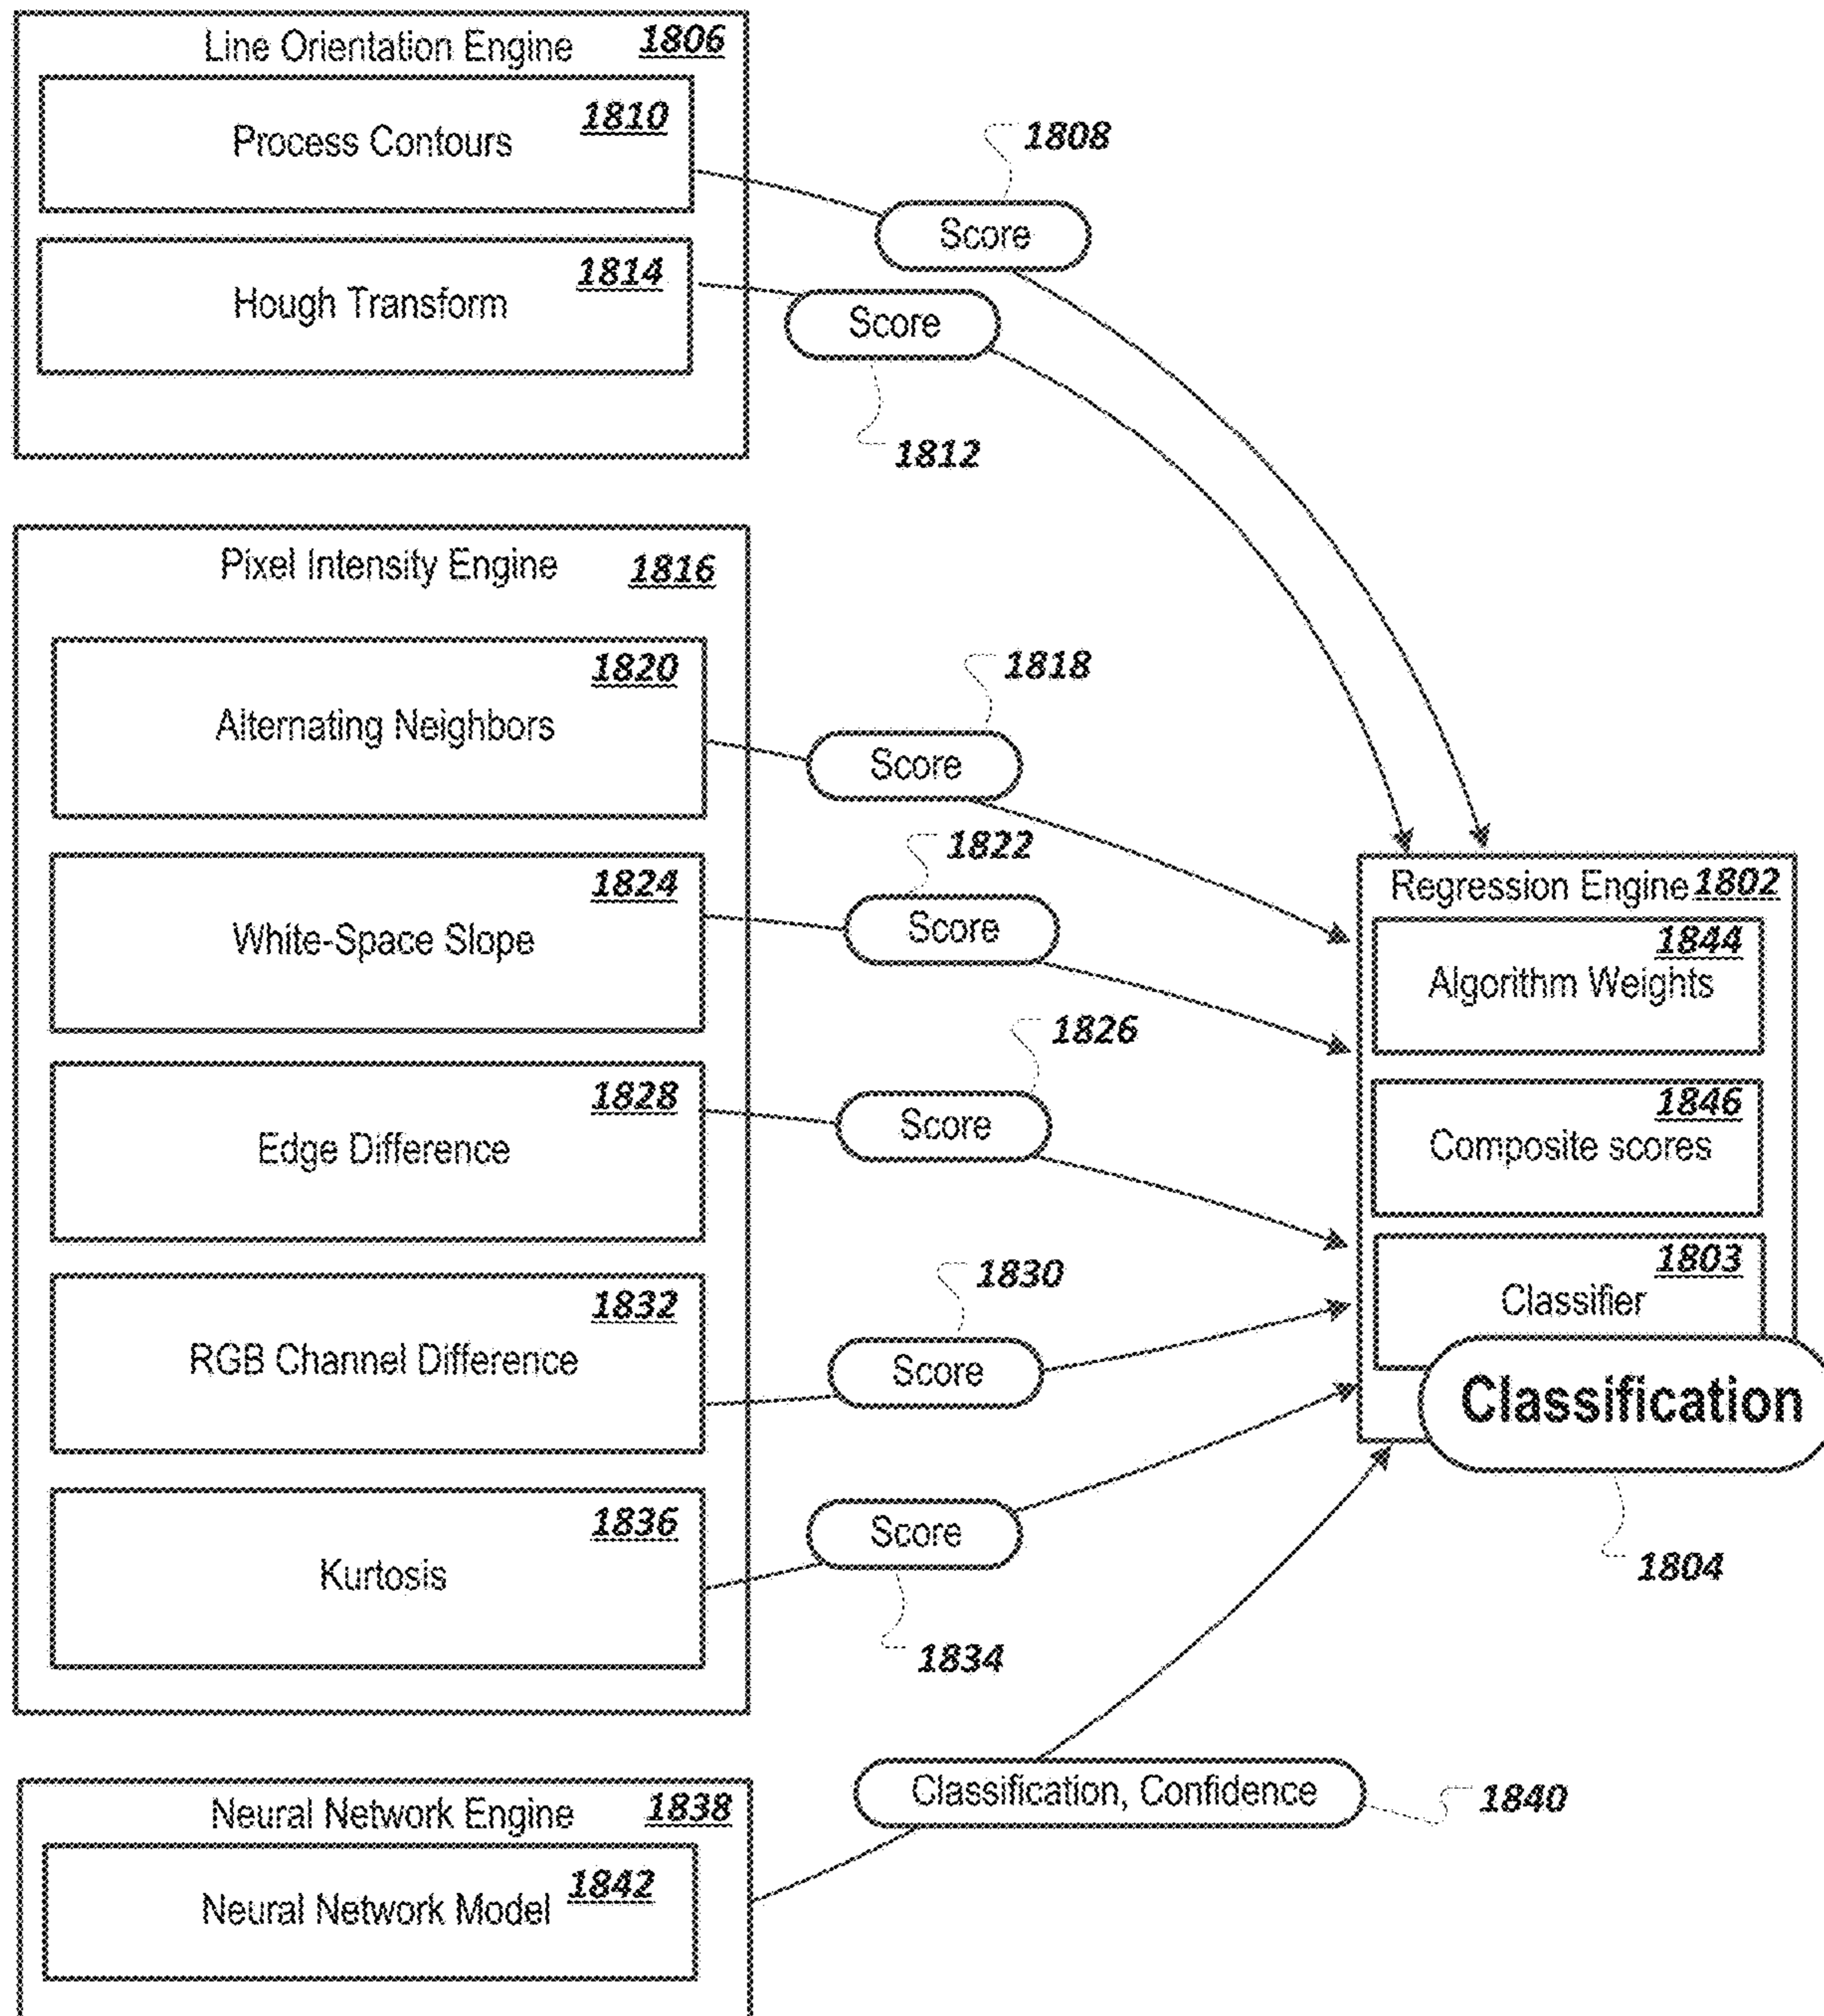 Line Orientation Engine 1806
1810
Process Contours
1808
Score
1814
Hough Transform
Score
1812
Pixel Intensity Engine 1816
1820
Alternating Neighbors
1818
Score
1822
1824
White-Space Slope
Score
1826
1828
Edge Difference
Score
1830
1832
RGB Channel Difference
Score
1836
Kurtosis
Score
1834
Regression Engine 1802
1844
Algorithm Weights
1846
Composite scores
1803
Classifier
Classification
1804
Classification, Confidence
1840
Neural Network Engine 1838
1842
Neural Network Model